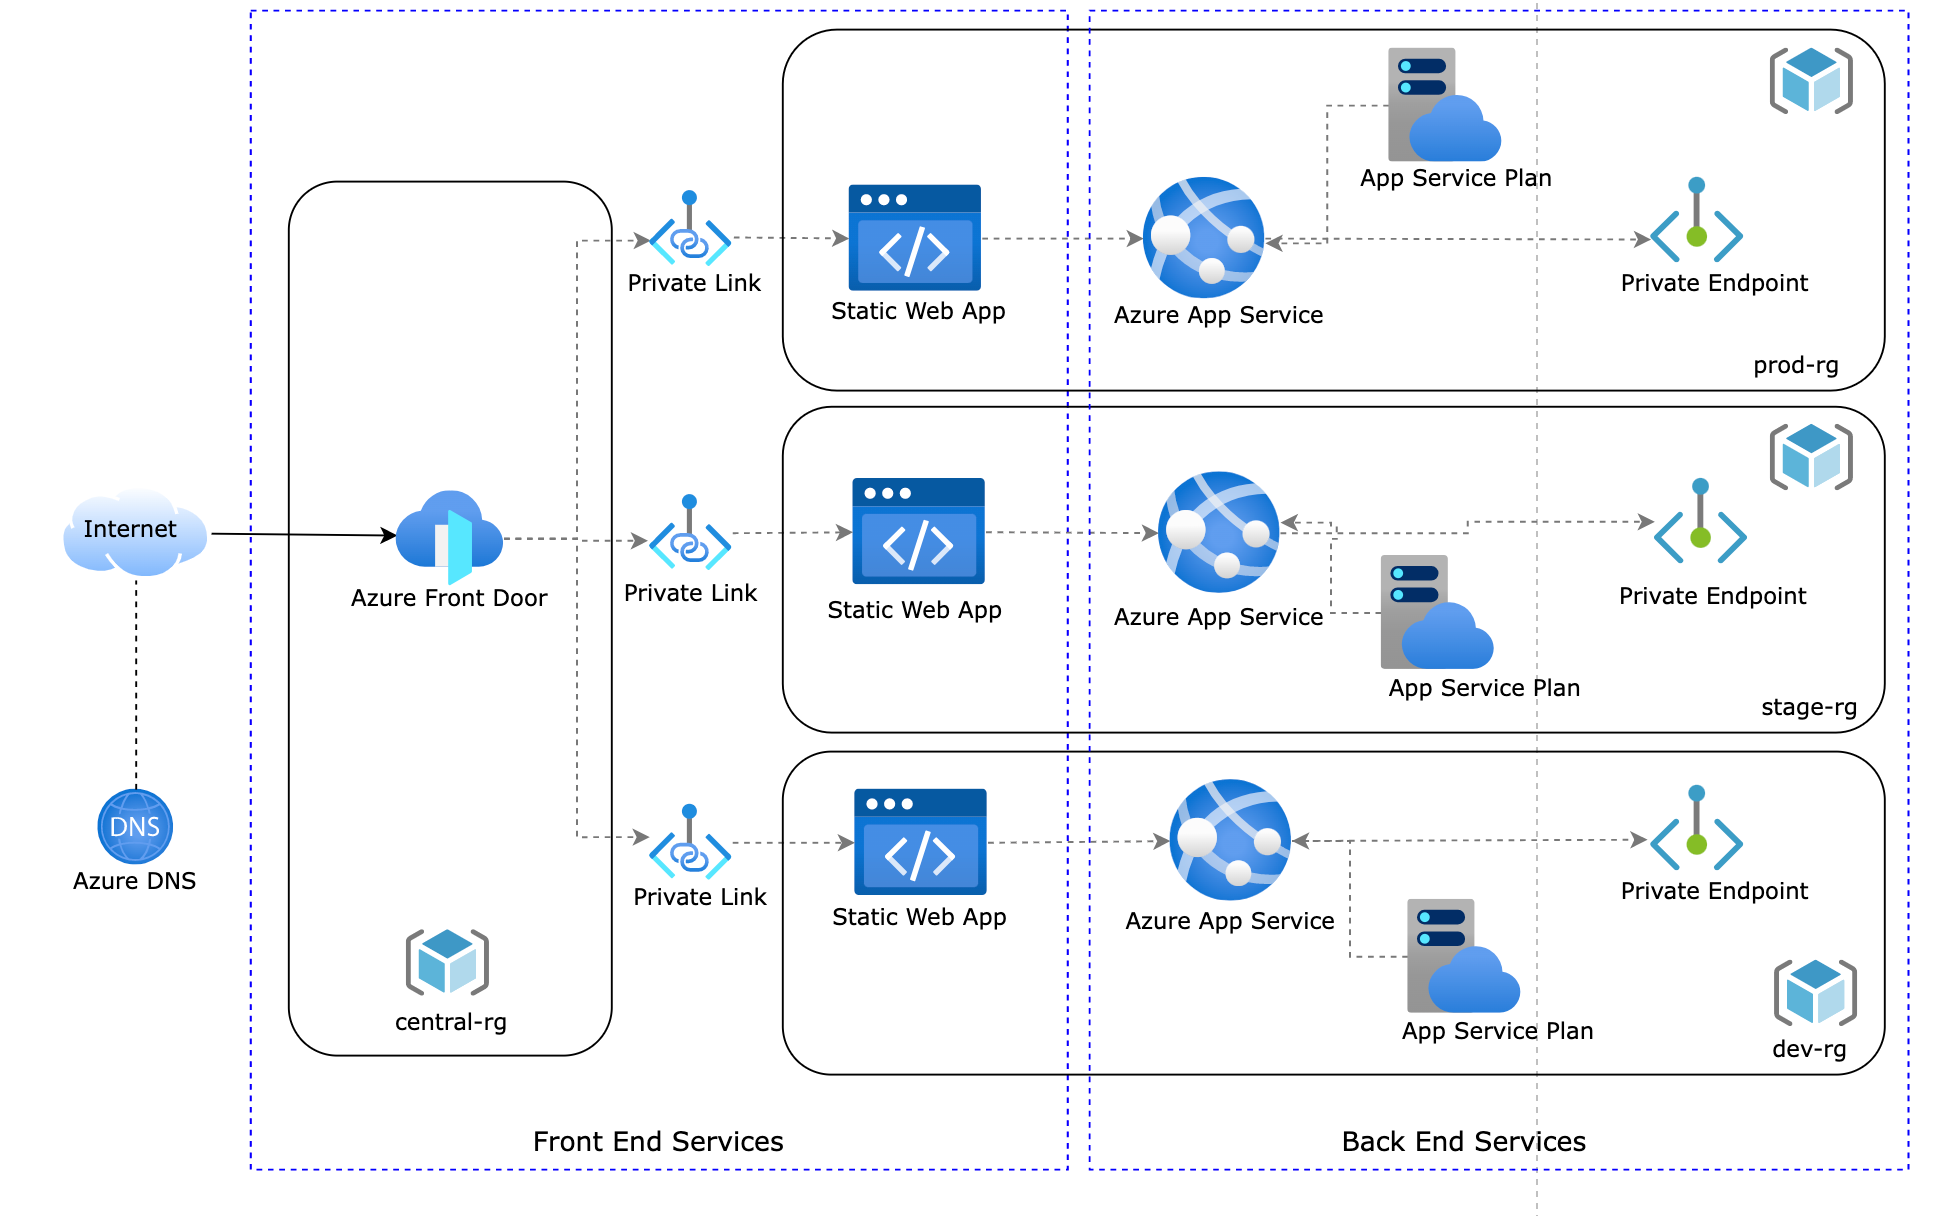 App Service Plan
Private Link
Static Web App
Azure App Service
Private Endpoint
prod-rg
Internet
Azure Front Door
Private Link
Static Web App
Azure App Service
Private Endpoint
App Service Plan
stage-rg
DNS
Azure DNS
Private Link
Static Web App
Azure App Service
Private Endpoint
central-rg
App Service Plan
dev-rg
Front End Services
Back End Services